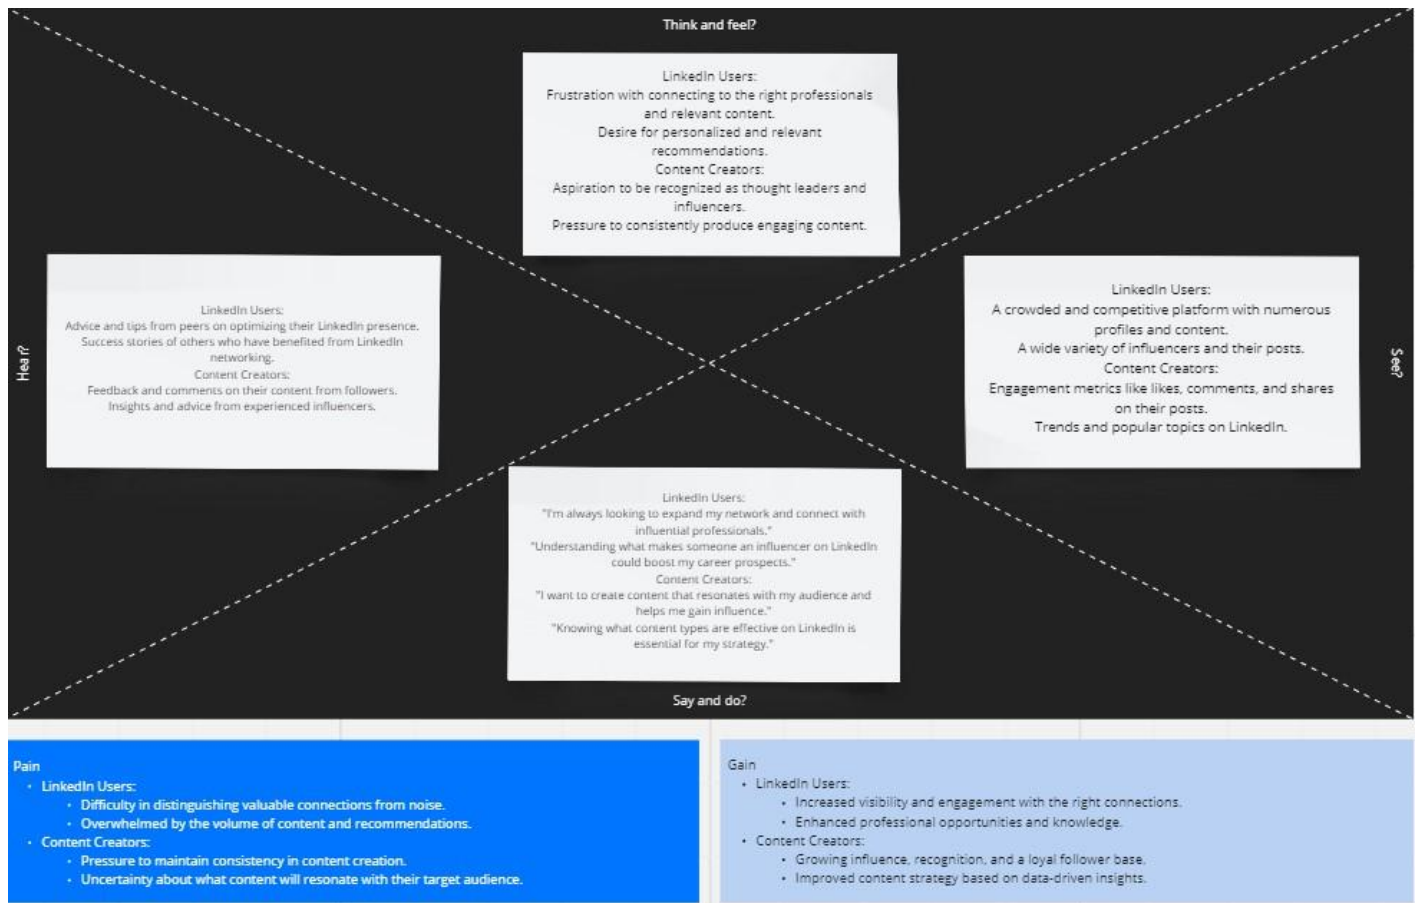 Think and feel?
LinkedIn Users:
Frustration with connecting to the right professionals
and relevant content.
Desire for personalized and relevant
recommendations.
Content Creators:
Aspiration to be recognized as thought leaders and
influencers.
Pressure to consistently produce engaging content.
Hear?
LinkedIn Users:
Advice and tips from peers on optimizing their LinkedIn presence.
Success stories of others who have benefited from LinkedIn
networking.
Content Creators:
Feedback and comments on their content from followers.
Insights and advice from experienced influencers.
LinkedIn Users:
A crowded and competitive platform with numerous
profiles and content.
A wide variety of influencers and their posts.
Content Creators:
Engagement metrics like likes, comments, and shares
on their posts.
Trends and popular topics on LinkedIn.
See?
LinkedIn Users:
"I'm always looking to expand my network and connect with
influential professionals."
"Understanding what makes someone an influencer on LinkedIn
could boost my career prospects."
Content Creators:
"I want to create content that resonates with my audience and
helps me gain influence."
"Knowing what content types are effective on LinkedIn is
essential for my strategy."
Say and do?
Pain
• LinkedIn Users:
• Difficulty in distinguishing valuable connections from noise.
• Overwhelmed by the volume of content and recommendations.
• Content Creators:
• Pressure to maintain consistency in content creation.
• Uncertainty about what content will resonate with their target audience.
Gain
• LinkedIn Users:
• Increased visibility and engagement with the right connections.
• Enhanced professional opportunities and knowledge.
• Content Creators:
• Growing influence, recognition, and a loyal follower base.
• Improved content strategy based on data-driven insights.